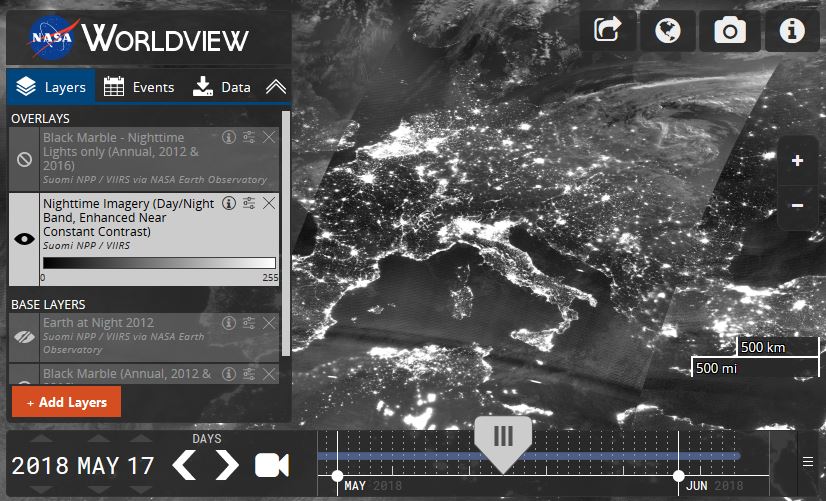 NASA WORLDVIEW
Layers Events Data
OVERLAYS
Black Marble - Nighttime
Lights only (Annual, 2012 &
2016)
Suomi NPP / VIIRS via NASA Earth Observatory
Nighttime Imagery (Day/Night
Band, Enhanced Near
Constant Contrast)
Suomi NPP / VIIRS
0 255
BASE LAYERS
Earth at Night 2012
Suomi NPP / VIIRS via NASA Earth
Observatory
Black Marble (Annual, 2012 &
+ Add Layers
500 km
500 mi
DAYS
2018 MAY 17
MAY 2018
JUN 2018